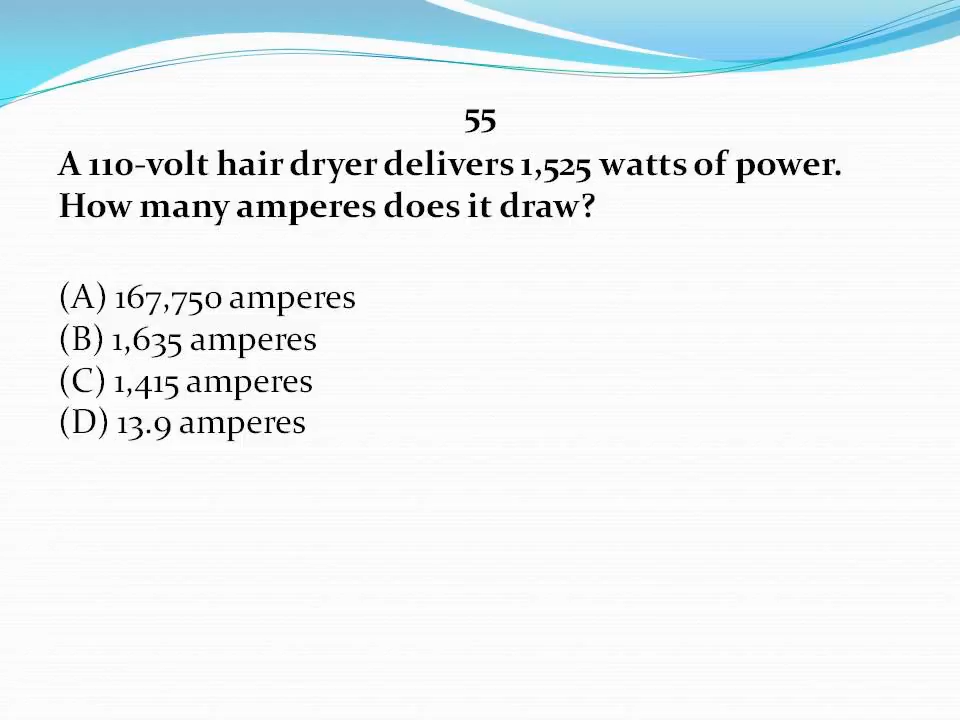 55
A 110-volt hair dryer delivers 1,525 watts of power.
How many amperes does it draw?
(A) 167,750 amperes
(B) 1,635 amperes
(C) 1,415 amperes
(D) 13.9 amperes